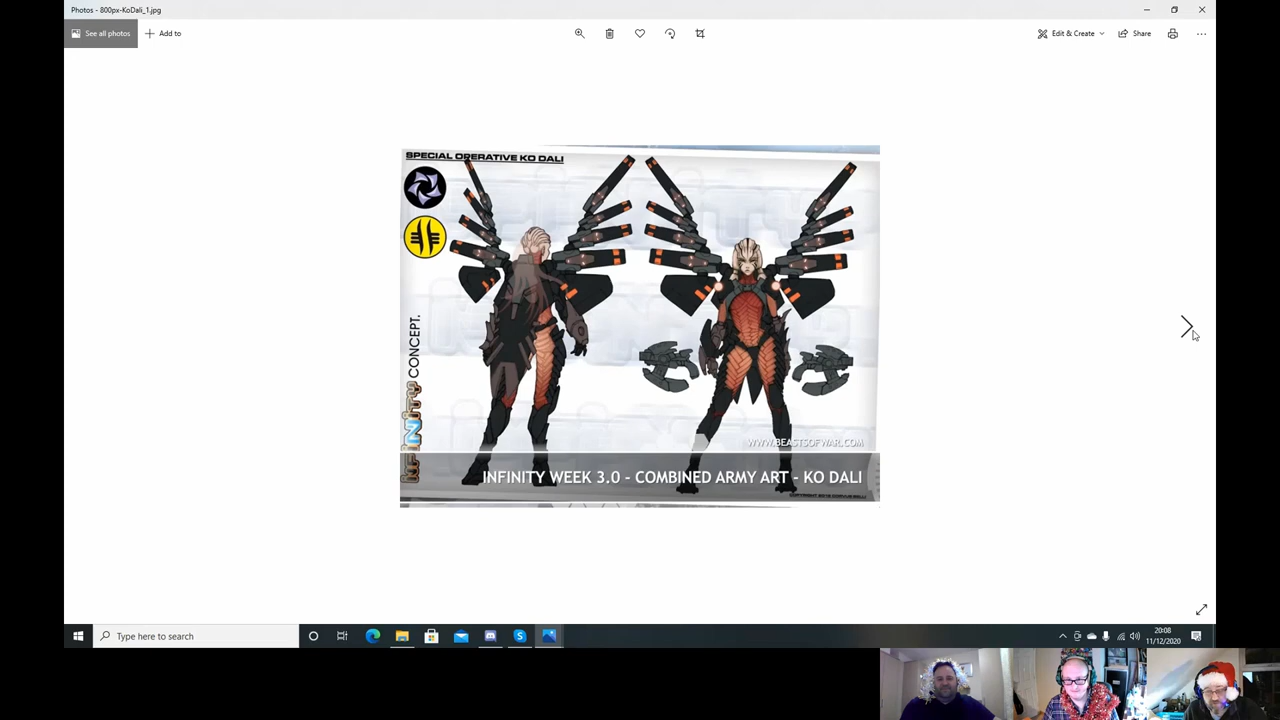 Photos - 800px-KoDali_1.jpg
See all photos
Add to
Edit & Create
Share
SPECIAL OPERATIVE KO DALI
INFINITY CONCEPT.
WWW.BEASTSOFWAR.COM
INFINITY WEEK 3.0 - COMBINED ARMY ART - KO DALI
Type here to search
20:08
11/12/2020